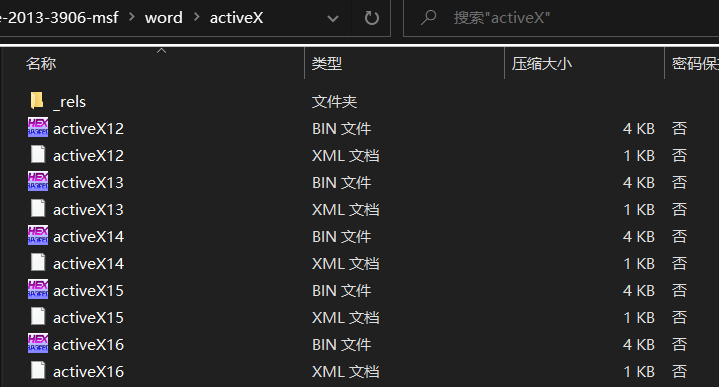 e-2013-3906-msf > word > activeX 搜索"activeX"
名称 类型 压缩大小 密码保
_rels 文件夹
activeX12 BIN 文件 4 KB 否
activeX12 XML 文档 1 KB 否
activeX13 BIN 文件 4 KB 否
activeX13 XML 文档 1 KB 否
activeX14 BIN 文件 4 KB 否
activeX14 XML 文档 1 KB 否
activeX15 BIN 文件 4 KB 否
activeX15 XML 文档 1 KB 否
activeX16 BIN 文件 4 KB 否
activeX16 XML 文档 1 KB 否